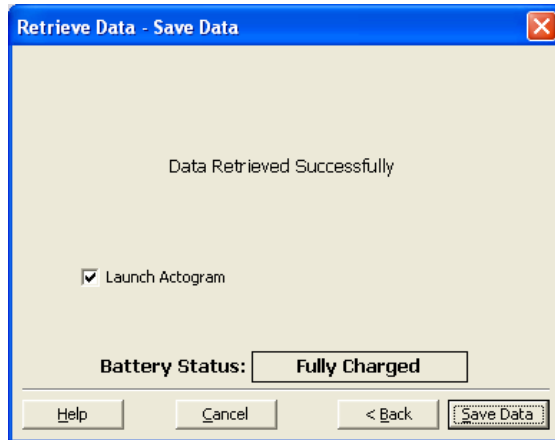 Retrieve Data - Save Data
Data Retrieved Successfully
Launch Actogram
Battery Status: Fully Charged
Help Cancel < Back Save Data